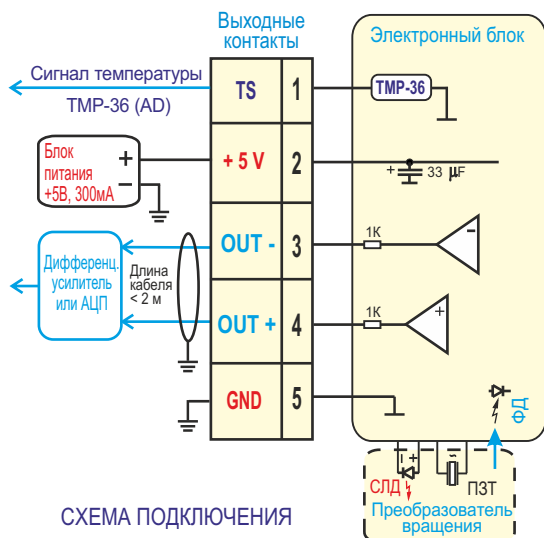 Выходные
контакты
Электронный блок
Сигнал температуры
TMP-36 (AD)
TS
1
TMP-36
Блок
питания
+5В, 300мА
+
–
+ 5 V
2
+
33 μF
Дифференц.
усилитель
или АЦП
Длина
кабеля
< 2 м
OUT -
3
1К
–
OUT +
4
1К
+
GND
5
ФД
– +
~
СЛД
ПЗТ
Преобразователь
вращения
СХЕМА ПОДКЛЮЧЕНИЯ